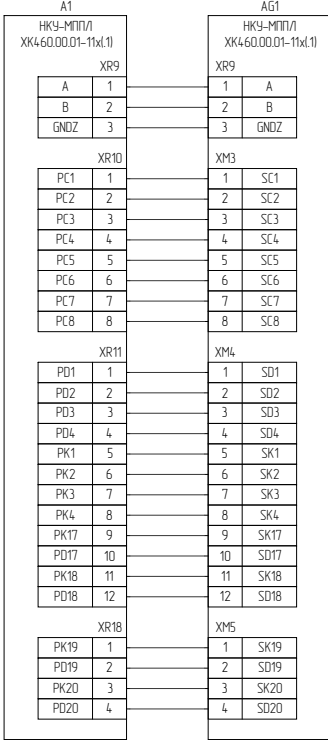 A1 AG1
НКУ-МПП/Л НКУ-МПП/Л
ХК460.00.01-11х(.1) ХК460.00.01-11х(.1)
XR9 XR9
A 1 1 A
B 2 2 B
GNDZ 3 3 GNDZ
XR10 XM3
PC1 1 1 SC1
PC2 2 2 SC2
PC3 3 3 SC3
PC4 4 4 SC4
PC5 5 5 SC5
PC6 6 6 SC6
PC7 7 7 SC7
PC8 8 8 SC8
XR11 XM4
PD1 1 1 SD1
PD2 2 2 SD2
PD3 3 3 SD3
PD4 4 4 SD4
PK1 5 5 SK1
PK2 6 6 SK2
PK3 7 7 SK3
PK4 8 8 SK4
PK17 9 9 SK17
PD17 10 10 SD17
PK18 11 11 SK18
PD18 12 12 SD18
XR18 XM5
PK19 1 1 SK19
PD19 2 2 SD19
PK20 3 3 SK20
PD20 4 4 SD20